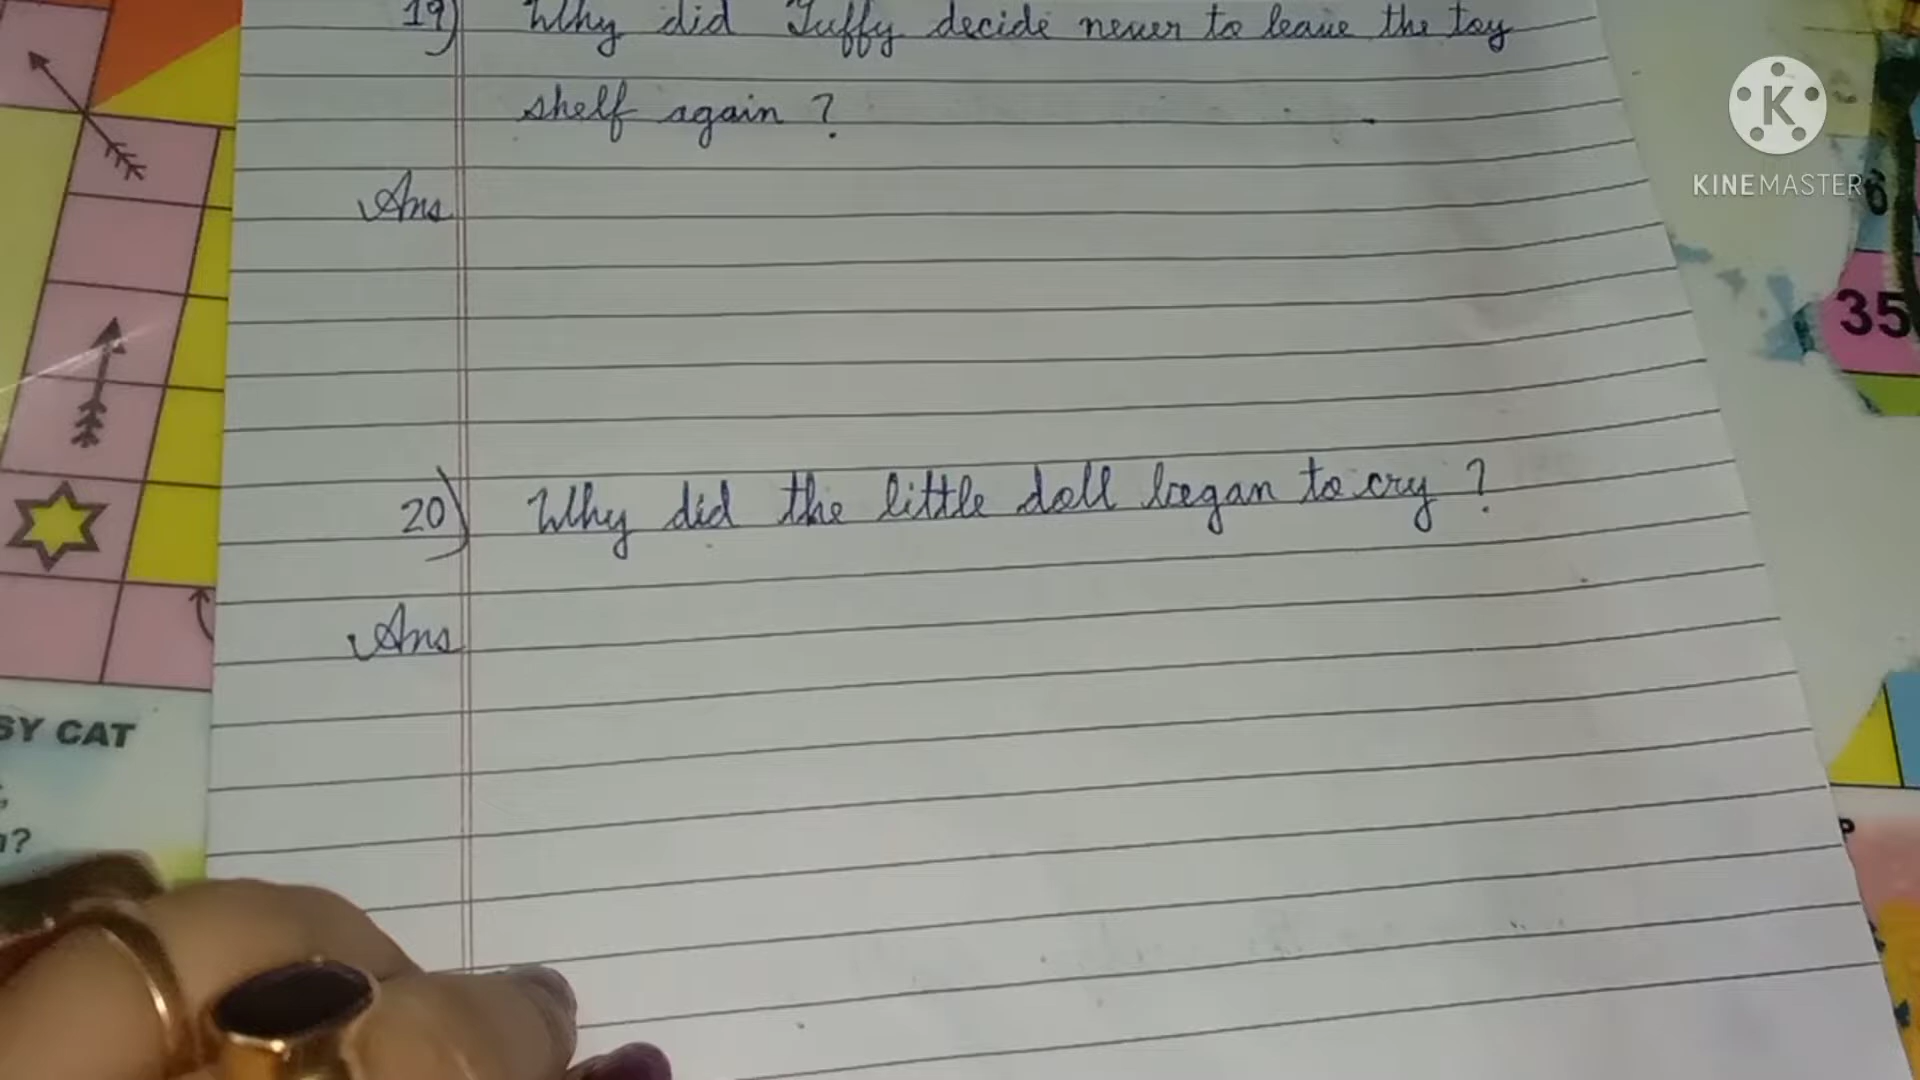 19) Why did Tuffy decide never to leave the toy
shelf again ?
Ans
20) Why did the little doll began to cry ?
Ans
K
KINEMASTER
6
35
SY CAT
?
P